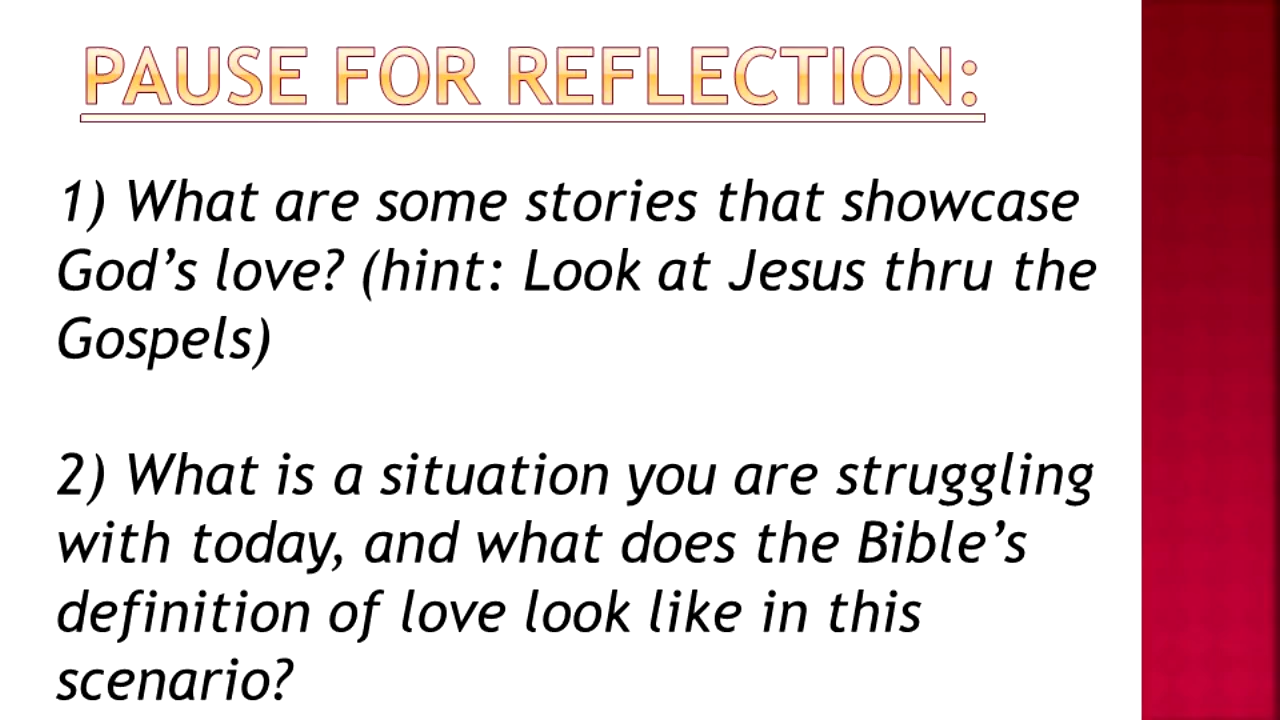 PAUSE FOR REFLECTION:
1) What are some stories that showcase
God’s love? (hint: Look at Jesus thru the
Gospels)
2) What is a situation you are struggling
with today, and what does the Bible’s
definition of love look like in this
scenario?